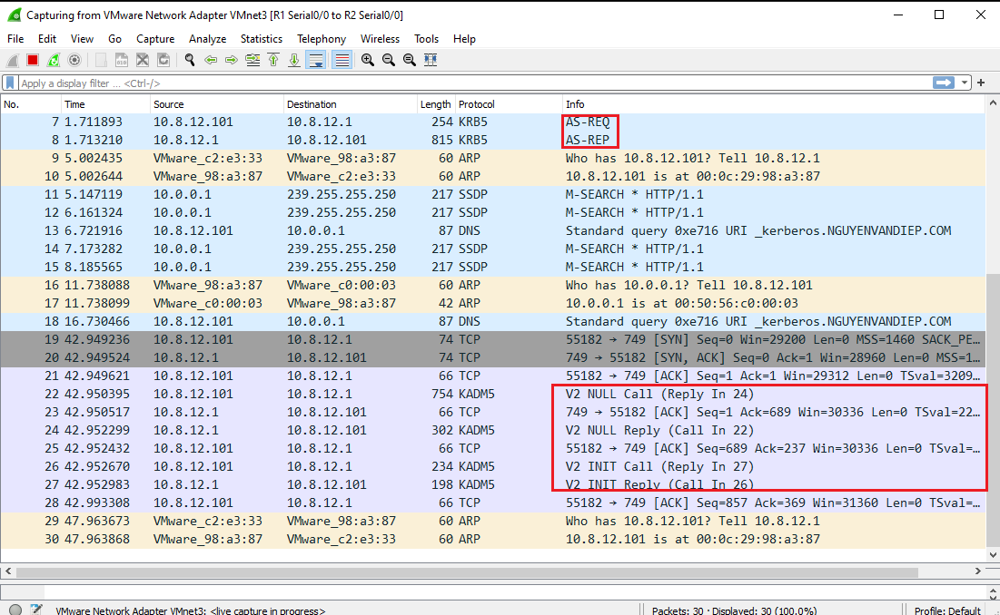 Capturing from VMware Network Adapter VMnet3 [R1 Serial0/0 to R2 Serial0/0]
File Edit View Go Capture Analyze Statistics Telephony Wireless Tools Help
Apply a display filter ... <Ctrl-/>
No. Time Source Destination Length Protocol Info
7 1.711893 10.8.12.101 10.8.12.1 254 KRB5 AS-REQ
8 1.713210 10.8.12.1 10.8.12.101 815 KRB5 AS-REP
9 5.002435 VMware_c2:e3:33 VMware_98:a3:87 60 ARP Who has 10.8.12.101? Tell 10.8.12.1
10 5.002644 VMware_98:a3:87 VMware_c2:e3:33 60 ARP 10.8.12.101 is at 00:0c:29:98:a3:87
11 5.147119 10.0.0.1 239.255.255.250 217 SSDP M-SEARCH * HTTP/1.1
12 6.161324 10.0.0.1 239.255.255.250 217 SSDP M-SEARCH * HTTP/1.1
13 6.721916 10.8.12.101 10.0.0.1 87 DNS Standard query 0xe716 URI _kerberos.NGUYENVANDIEP.COM
14 7.173282 10.0.0.1 239.255.255.250 217 SSDP M-SEARCH * HTTP/1.1
15 8.185565 10.0.0.1 239.255.255.250 217 SSDP M-SEARCH * HTTP/1.1
16 11.738088 VMware_98:a3:87 VMware_c0:00:03 60 ARP Who has 10.0.0.1? Tell 10.8.12.101
17 11.738099 VMware_c0:00:03 VMware_98:a3:87 42 ARP 10.0.0.1 is at 00:50:56:c0:00:03
18 16.730466 10.8.12.101 10.0.0.1 87 DNS Standard query 0xe716 URI _kerberos.NGUYENVANDIEP.COM
19 42.949236 10.8.12.101 10.8.12.1 74 TCP 55182 → 749 [SYN] Seq=0 Win=29200 Len=0 MSS=1460 SACK_PE…
20 42.949524 10.8.12.1 10.8.12.101 74 TCP 749 → 55182 [SYN, ACK] Seq=0 Ack=1 Win=28960 Len=0 MSS=1…
21 42.949621 10.8.12.101 10.8.12.1 66 TCP 55182 → 749 [ACK] Seq=1 Ack=1 Win=29312 Len=0 TSval=3209…
22 42.950395 10.8.12.101 10.8.12.1 754 KADM5 V2 NULL Call (Reply In 24)
23 42.950517 10.8.12.1 10.8.12.101 66 TCP 749 → 55182 [ACK] Seq=1 Ack=689 Win=30336 Len=0 TSval=22…
24 42.952299 10.8.12.1 10.8.12.101 302 KADM5 V2 NULL Reply (Call In 22)
25 42.952432 10.8.12.101 10.8.12.1 66 TCP 55182 → 749 [ACK] Seq=689 Ack=237 Win=30336 Len=0 TSval=…
26 42.952670 10.8.12.101 10.8.12.1 234 KADM5 V2 INIT Call (Reply In 27)
27 42.952983 10.8.12.1 10.8.12.101 198 KADM5 V2 INIT Reply (Call In 26)
28 42.993308 10.8.12.101 10.8.12.1 66 TCP 55182 → 749 [ACK] Seq=857 Ack=369 Win=31360 Len=0 TSval=…
29 47.963673 VMware_c2:e3:33 VMware_98:a3:87 60 ARP Who has 10.8.12.101? Tell 10.8.12.1
30 47.963868 VMware_98:a3:87 VMware_c2:e3:33 60 ARP 10.8.12.101 is at 00:0c:29:98:a3:87
VMware Network Adapter VMnet3: <live capture in progress> Packets: 30 · Displayed: 30 (100.0%) Profile: Default